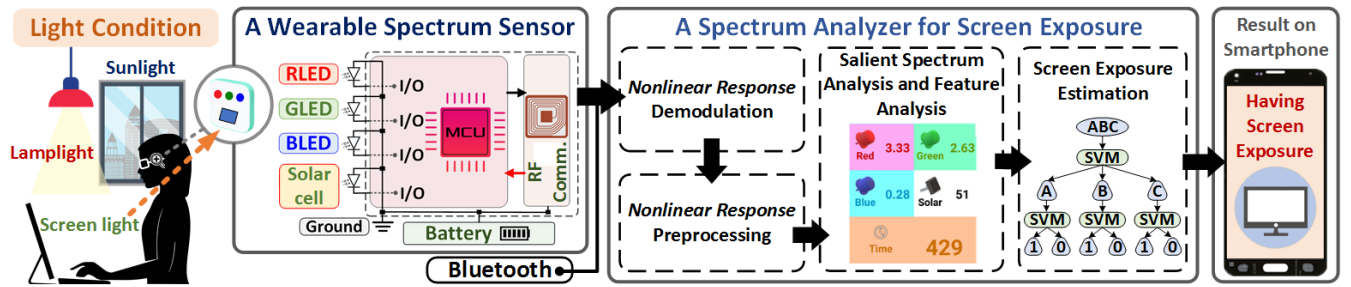 Light Condition
Sunlight
Lamplight
Screen light
A Wearable Spectrum Sensor
RLED
GLED
BLED
Solar
cell
I/O
I/O
I/O
I/O
MCU
RF
Comm.
Ground
Battery
Bluetooth
A Spectrum Analyzer for Screen Exposure
Nonlinear Response
Demodulation
Nonlinear Response
Preprocessing
Salient Spectrum
Analysis and Feature
Analysis
Red 3.33
Green 2.63
Blue 0.28
Solar 51
Time 429
Screen Exposure
Estimation
ABC
SVM
A B C
SVM SVM SVM
1 0 1 0 1 0
Result on
Smartphone
Having
Screen
Exposure